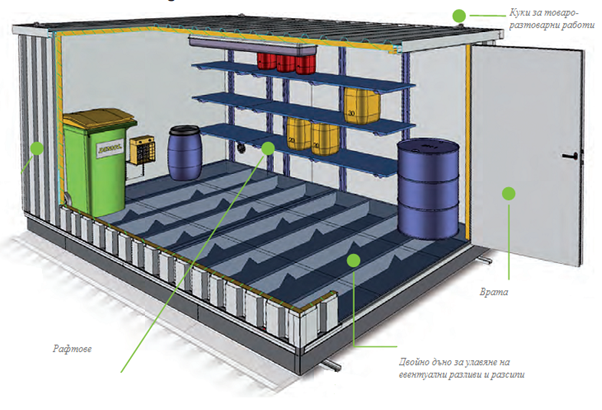 Куки за товаро-
разтоварни работи
Врата
Рафтове
Двойно дъно за улавяне на
евентуални разливи и разсипи